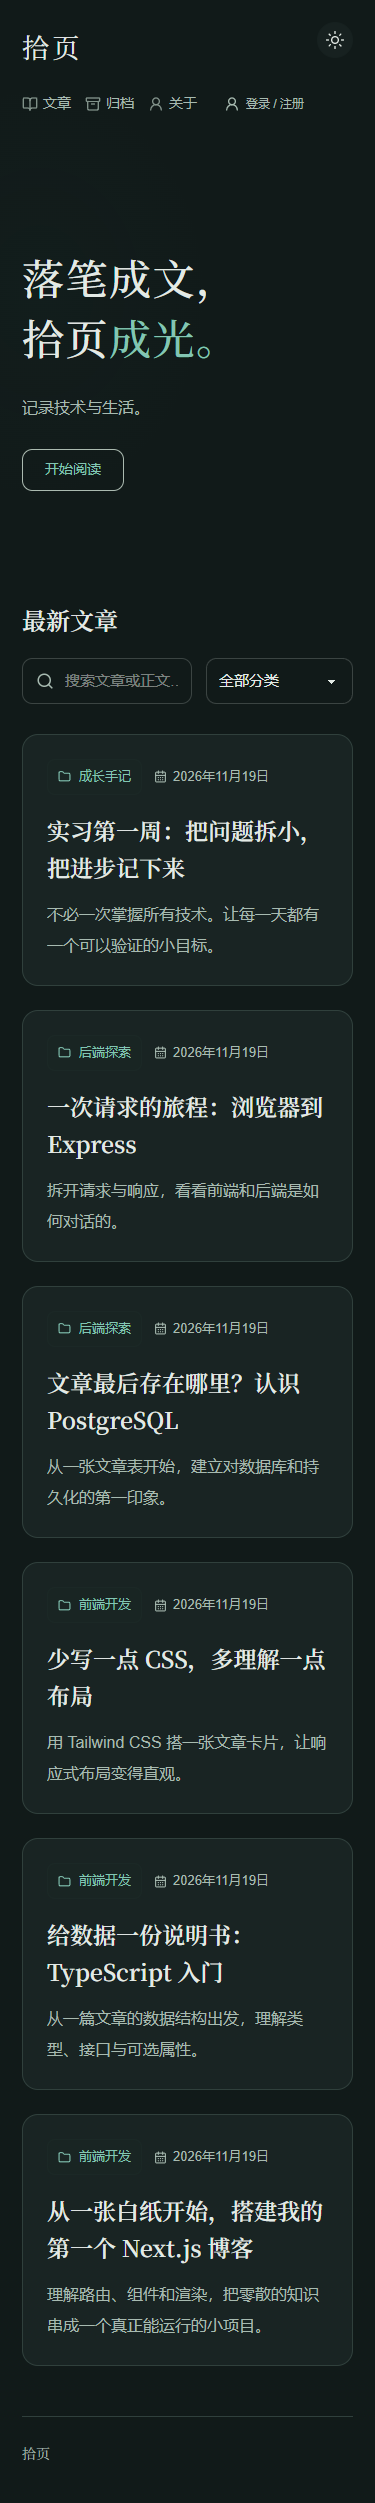 拾页
文章 归档 关于 登录 / 注册
落笔成文，
拾页成光。
记录技术与生活。
开始阅读
最新文章
搜索文章或正文..
全部分类
成长手记 2026年11月19日
实习第一周：把问题拆小，
把进步记下来
不必一次掌握所有技术。让每一天都有
一个可以验证的小目标。
后端探索 2026年11月19日
一次请求的旅程：浏览器到
Express
拆开请求与响应，看看前端和后端是如
何对话的。
后端探索 2026年11月19日
文章最后存在哪里？认识
PostgreSQL
从一张文章表开始，建立对数据库和持
久化的第一印象。
前端开发 2026年11月19日
少写一点 CSS，多理解一点
布局
用 Tailwind CSS 搭一张文章卡片，让响
应式布局变得直观。
前端开发 2026年11月19日
给数据一份说明书：
TypeScript 入门
从一篇文章的数据结构出发，理解类
型、接口与可选属性。
前端开发 2026年11月19日
从一张白纸开始，搭建我的
第一个 Next.js 博客
理解路由、组件和渲染，把零散的知识
串成一个真正能运行的小项目。
拾页